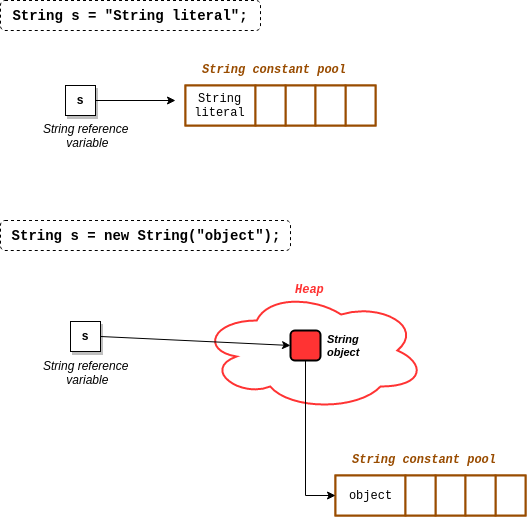 String s = "String literal";
String constant pool
s
String
literal
String reference
variable
String s = new String("object");
Heap
s
String
object
String reference
variable
String constant pool
object